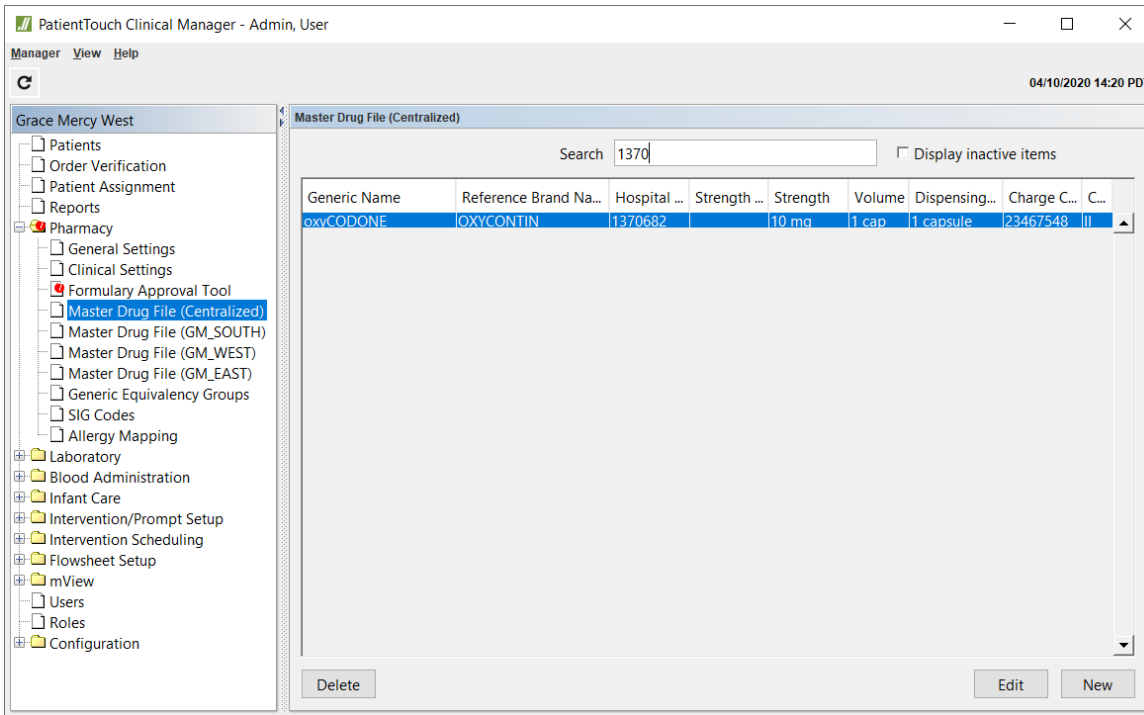 PatientTouch Clinical Manager - Admin, User
Manager View Help
04/10/2020 14:20 PD
Grace Mercy West
Patients
Order Verification
Patient Assignment
Reports
Pharmacy
General Settings
Clinical Settings
Formulary Approval Tool
Master Drug File (Centralized)
Master Drug File (GM_SOUTH)
Master Drug File (GM_WEST)
Master Drug File (GM_EAST)
Generic Equivalency Groups
SIG Codes
Allergy Mapping
Laboratory
Blood Administration
Infant Care
Intervention/Prompt Setup
Intervention Scheduling
Flowsheet Setup
mView
Users
Roles
Configuration
Master Drug File (Centralized)
Search 1370 Display inactive items
Generic Name Reference Brand Na... Hospital ... Strength ... Strength Volume Dispensing... Charge C... C...
oxyCODONE OXYCONTIN 1370682 10 mg 1 cap 1 capsule 23467548 II
Delete Edit New